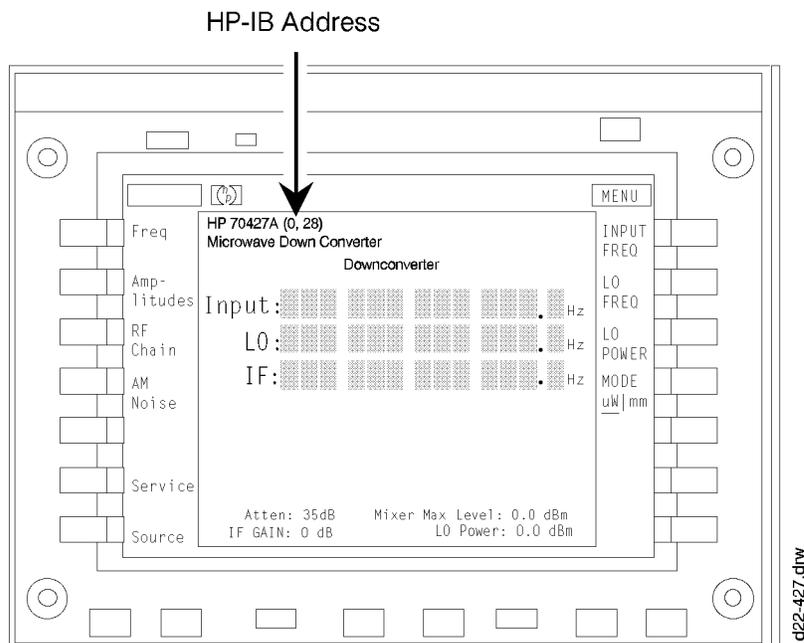 HP-IB Address
hp
MENU
Freq
Amp-
litudes
RF
Chain
AM
Noise
Service
Source
HP 70427A (0, 28)
Microwave Down Converter
Downconverter
Input: . Hz
LO: . Hz
IF: . Hz
Atten: 35dB Mixer Max Level: 0.0 dBm
IF GAIN: 0 dB LO Power: 0.0 dBm
INPUT
FREQ
LO
FREQ
LO
POWER
MODE
uW|mm
d22-427.drw